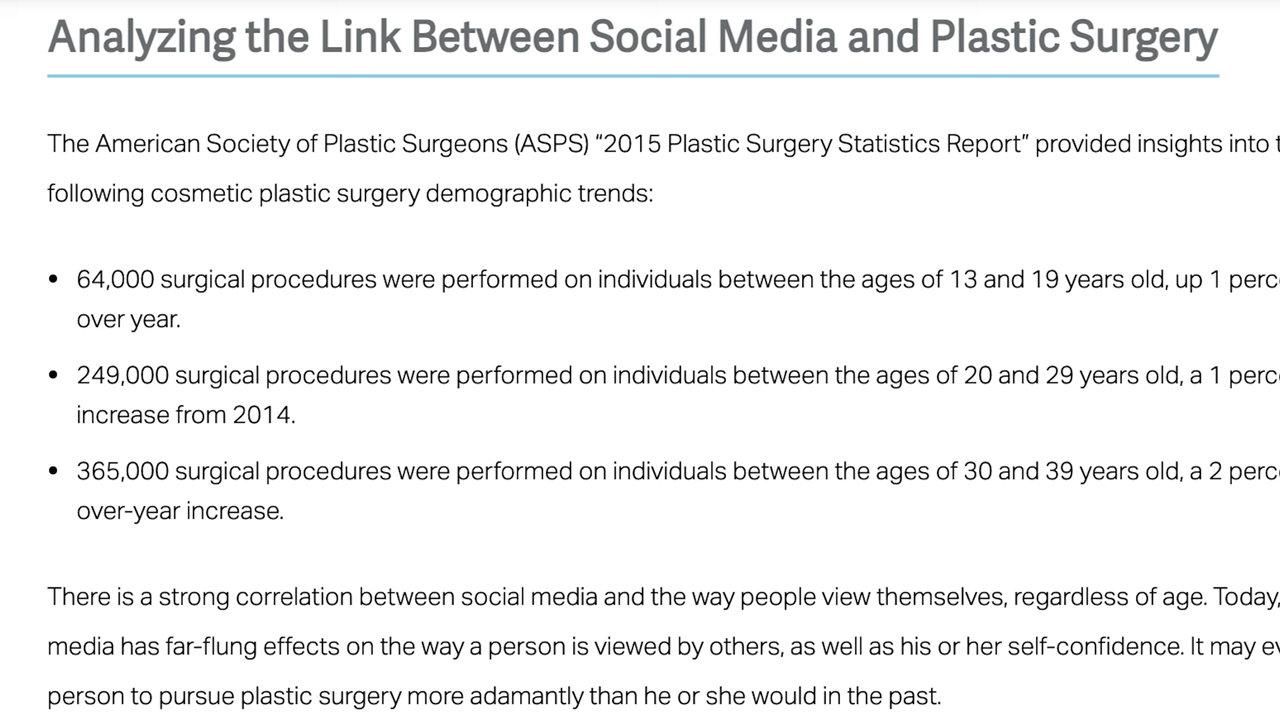 Analyzing the Link Between Social Media and Plastic Surgery
The American Society of Plastic Surgeons (ASPS) “2015 Plastic Surgery Statistics Report” provided insights into
following cosmetic plastic surgery demographic trends:
• 64,000 surgical procedures were performed on individuals between the ages of 13 and 19 years old, up 1
over year.
• 249,000 surgical procedures were performed on individuals between the ages of 20 and 29 years old, a 1
increase from 2014.
• 365,000 surgical procedures were performed on individuals between the ages of 30 and 39 years old, a 2
over-year increase.
There is a strong correlation between social media and the way people view themselves, regardless of age. Today,
media has far-flung effects on the way a person is viewed by others, as well as his or her self-confidence. It may
person to pursue plastic surgery more adamantly than he or she would in the past.